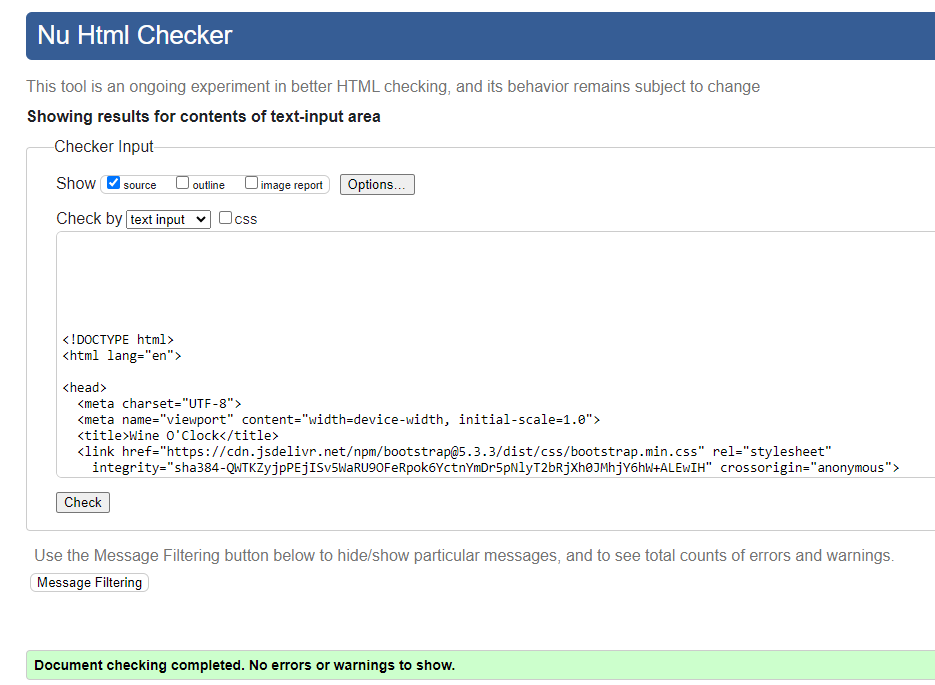 Nu Html Checker
This tool is an ongoing experiment in better HTML checking, and its behavior remains subject to change
Showing results for contents of text-input area
Checker Input
Show source outline image report Options...
Check by text input css
<!DOCTYPE html>
<html lang="en">
<head>
<meta charset="UTF-8">
<meta name="viewport" content="width=device-width, initial-scale=1.0">
<title>Wine O'Clock</title>
<link href="https://cdn.jsdelivr.net/npm/bootstrap@5.3.3/dist/css/bootstrap.min.css" rel="stylesheet"
integrity="sha384-QWTKZyjpPEjISv5WaRU9OFeRpok6YctnYmDr5pNlyT2bRjXh0JMhjY6hW+ALEwIH" crossorigin="anonymous">
Check
Use the Message Filtering button below to hide/show particular messages, and to see total counts of errors and warnings.
Message Filtering
Document checking completed. No errors or warnings to show.